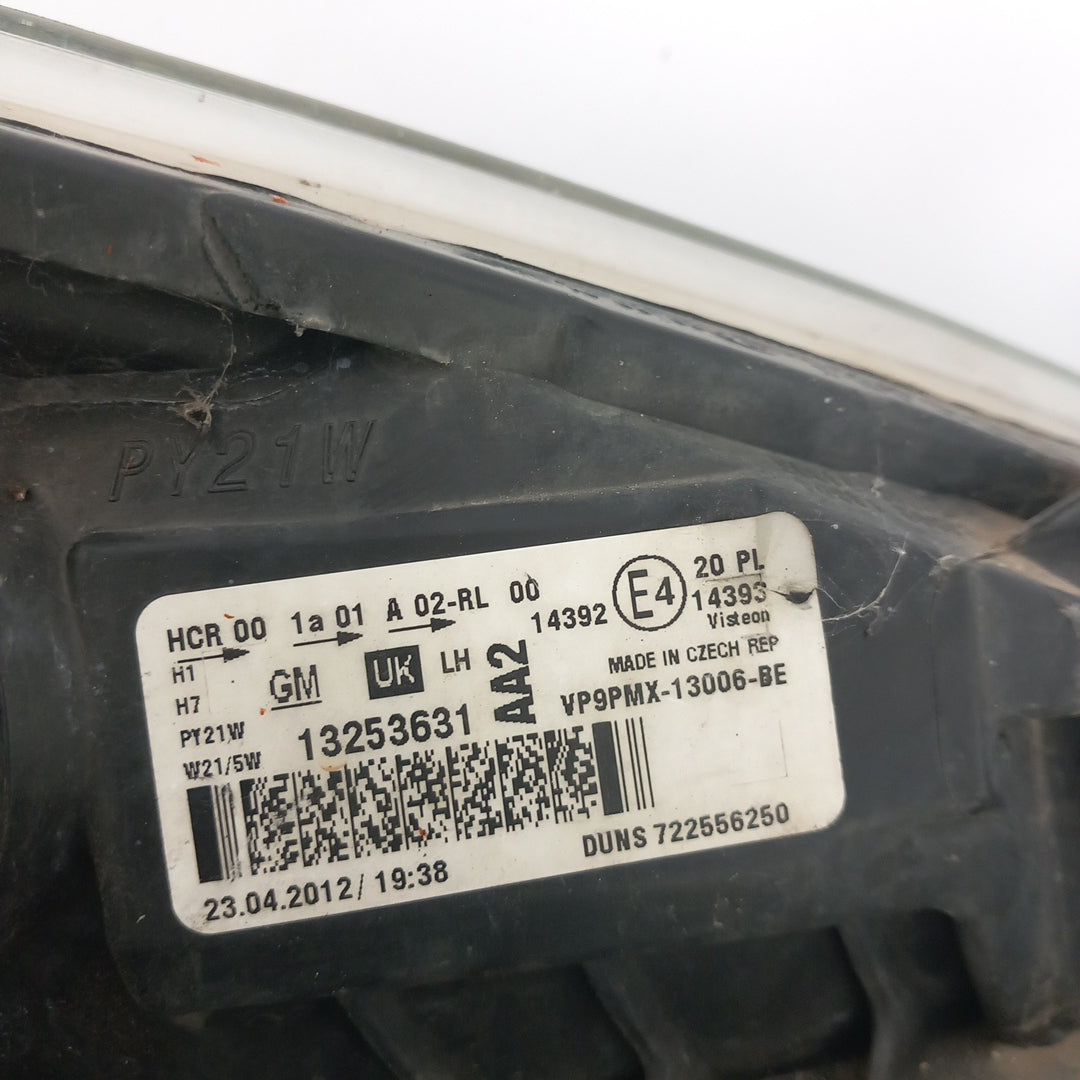 PY21W
HCR 00 1a 01 A 02-RL 00
14392 E4 20 PL
14393
Visteon
H1
H7
PY21W
W21/5W
GM UK LH AA2
MADE IN CZECH REP
13253631
VP9PMX-13006-BE
DUNS 722556250
23.04.2012/ 19:38